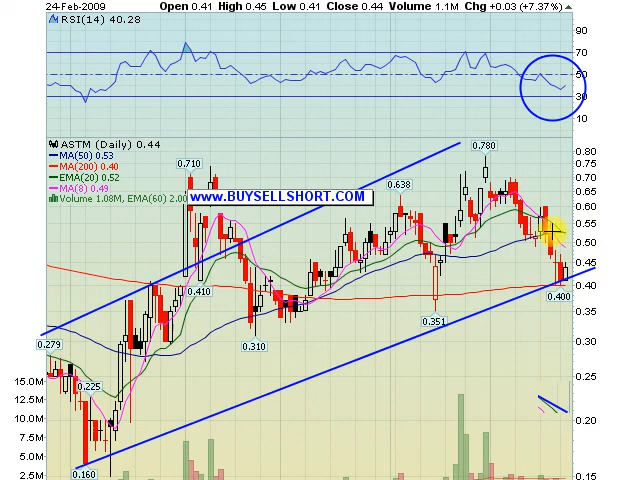 24-Feb-2009 Open 0.41 High 0.45 Low 0.41 Close 0.44 Volume 1.1M Chg +0.03 (+7.37%)
RSI(14) 40.28
90
70
50
30
10
ASTM (Daily) 0.44
MA(50) 0.53
MA(200) 0.40
EMA(20) 0.52
MA(8) 0.49
Volume 1.08M, EMA(60) 2.00
www.BUYSELLSHORT.COM
0.710
0.638
0.780
0.410
0.310
0.351
0.400
0.279
0.225
0.160
0.80
0.75
0.70
0.65
0.60
0.55
0.50
0.45
0.40
0.35
0.30
0.25
0.20
0.15
15.0M
12.5M
10.0M
7.5M
5.0M
2.5M